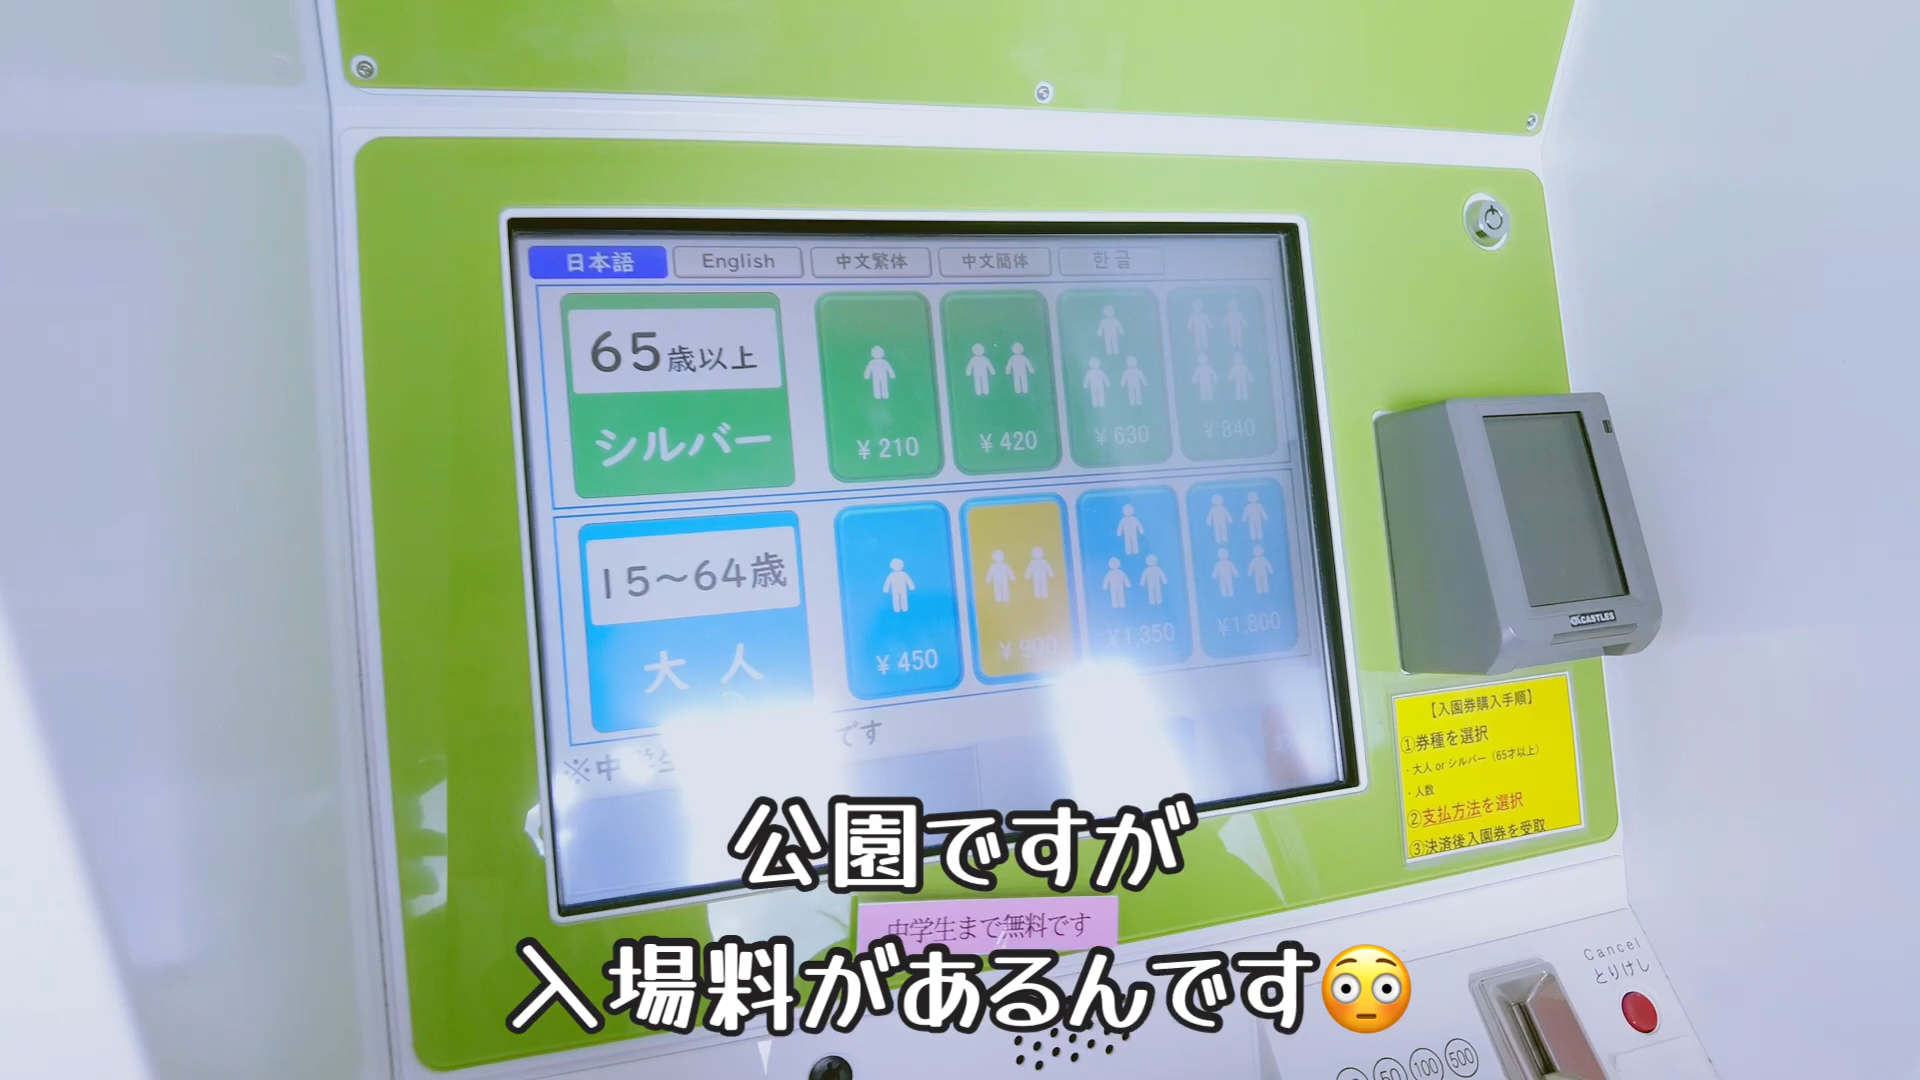 日本語
English
中文繁体
中文簡体
한글
65歳以上
シルバー
¥210
¥420
¥630
¥840
15～64歳
大人
¥450
¥900
¥1,350
¥1,800
です
※中学生
CASTLES
【入園券購入手順】
①券種を選択
・大人 or シルバー（65才以上）
・人数
②支払方法を選択
③決済後入園券を受取
公園ですが
中学生まで無料です
入場料があるんです😳
Cancel
とりけし
50
100
500